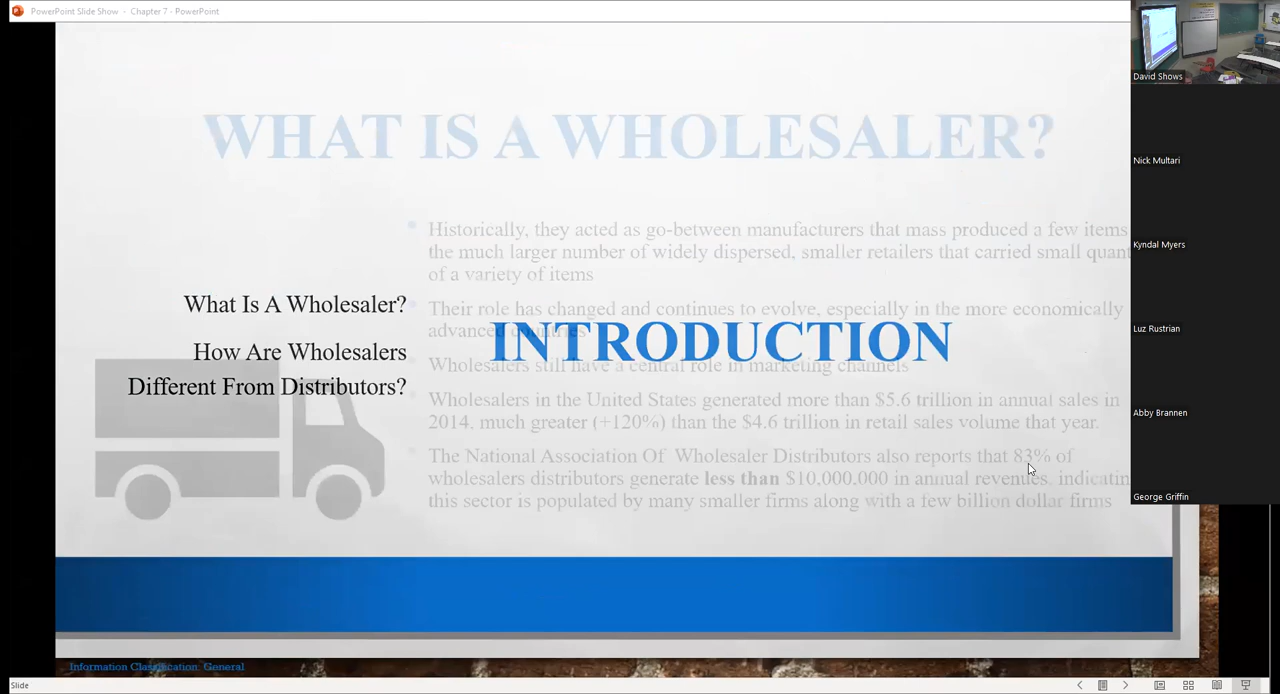 PowerPoint Slide Show - Chapter 7 - PowerPoint
WHAT IS A WHOLESALER?
Historically, they acted as go-between manufacturers that mass produced a few items
the much larger number of widely dispersed, smaller retailers that carried small quant
of a variety of items
Their role has changed and continues to evolve, especially in the more economically
advanced countries
Wholesalers still have a central role in marketing channels
Wholesalers in the United States generated more than $5.6 trillion in annual sales in
2014, much greater (+120%) than the $4.6 trillion in retail sales volume that year.
The National Association Of Wholesaler Distributors also reports that 83% of
wholesalers distributors generate less than $10,000,000 in annual revenues, indicatin
this sector is populated by many smaller firms along with a few billion dollar firms
What Is A Wholesaler?
How Are Wholesalers
Different From Distributors?
INTRODUCTION
Information Classification: General
Slide
David Shows
Nick Multari
Kyndal Myers
Luz Rustrian
Abby Brannen
George Griffin